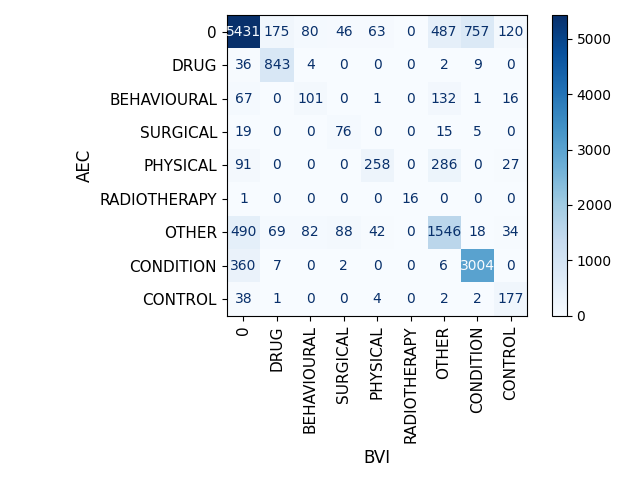 0 5431 175 80 46 63 0 487 757 120
DRUG 36 843 4 0 0 0 2 9 0
BEHAVIOURAL 67 0 101 0 1 0 132 1 16
SURGICAL 19 0 0 76 0 0 15 5 0
PHYSICAL 91 0 0 0 258 0 286 0 27
RADIOTHERAPY 1 0 0 0 0 16 0 0 0
OTHER 490 69 82 88 42 0 1546 18 34
CONDITION 360 7 0 2 0 0 6 3004 0
CONTROL 38 1 0 0 4 0 2 2 177
0 DRUG BEHAVIOURAL SURGICAL PHYSICAL RADIOTHERAPY OTHER CONDITION CONTROL
AEC
BVI
5000
4000
3000
2000
1000
0